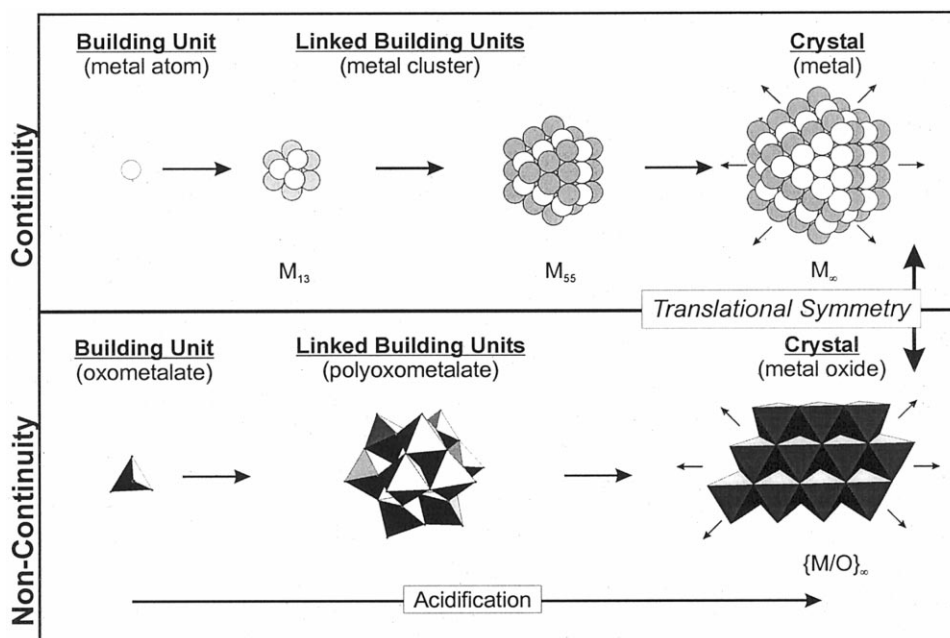 Continuity
Building Unit
(metal atom)
Linked Building Units
(metal cluster)
Crystal
(metal)
M₁₃
M₅₅
M∞
Translational Symmetry
Non-Continuity
Building Unit
(oxometalate)
Linked Building Units
(polyoxometalate)
Crystal
(metal oxide)
{M/O}∞
Acidification